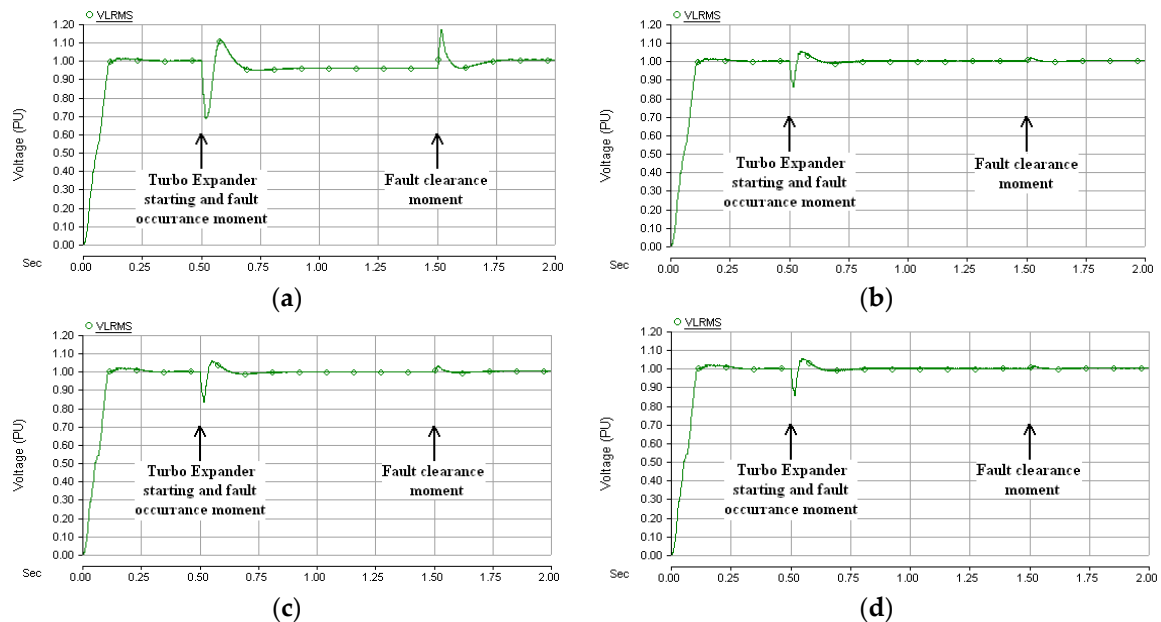 VLRMS
1.20
1.10
1.00
0.90
0.80
0.70
0.60
0.50
0.40
0.30
0.20
0.10
0.00
Voltage (PU)
Turbo Expander
starting and fault
occurrance moment
Fault clearance
moment
Sec
0.00 0.25 0.50 0.75 1.00 1.25 1.50 1.75 2.00
(a)
VLRMS
1.20
1.10
1.00
0.90
0.80
0.70
0.60
0.50
0.40
0.30
0.20
0.10
0.00
Voltage (PU)
Turbo Expander
starting and fault
occurrance moment
Fault clearance
moment
Sec
0.00 0.25 0.50 0.75 1.00 1.25 1.50 1.75 2.00
(b)
VLRMS
1.20
1.10
1.00
0.90
0.80
0.70
0.60
0.50
0.40
0.30
0.20
0.10
0.00
Voltage (PU)
Turbo Expander
starting and fault
occurrance moment
Fault clearance
moment
Sec
0.00 0.25 0.50 0.75 1.00 1.25 1.50 1.75 2.00
(c)
VLRMS
1.20
1.10
1.00
0.90
0.80
0.70
0.60
0.50
0.40
0.30
0.20
0.10
0.00
Voltage (PU)
Turbo Expander
starting and fault
occurrance moment
Fault clearance
moment
Sec
0.00 0.25 0.50 0.75 1.00 1.25 1.50 1.75 2.00
(d)